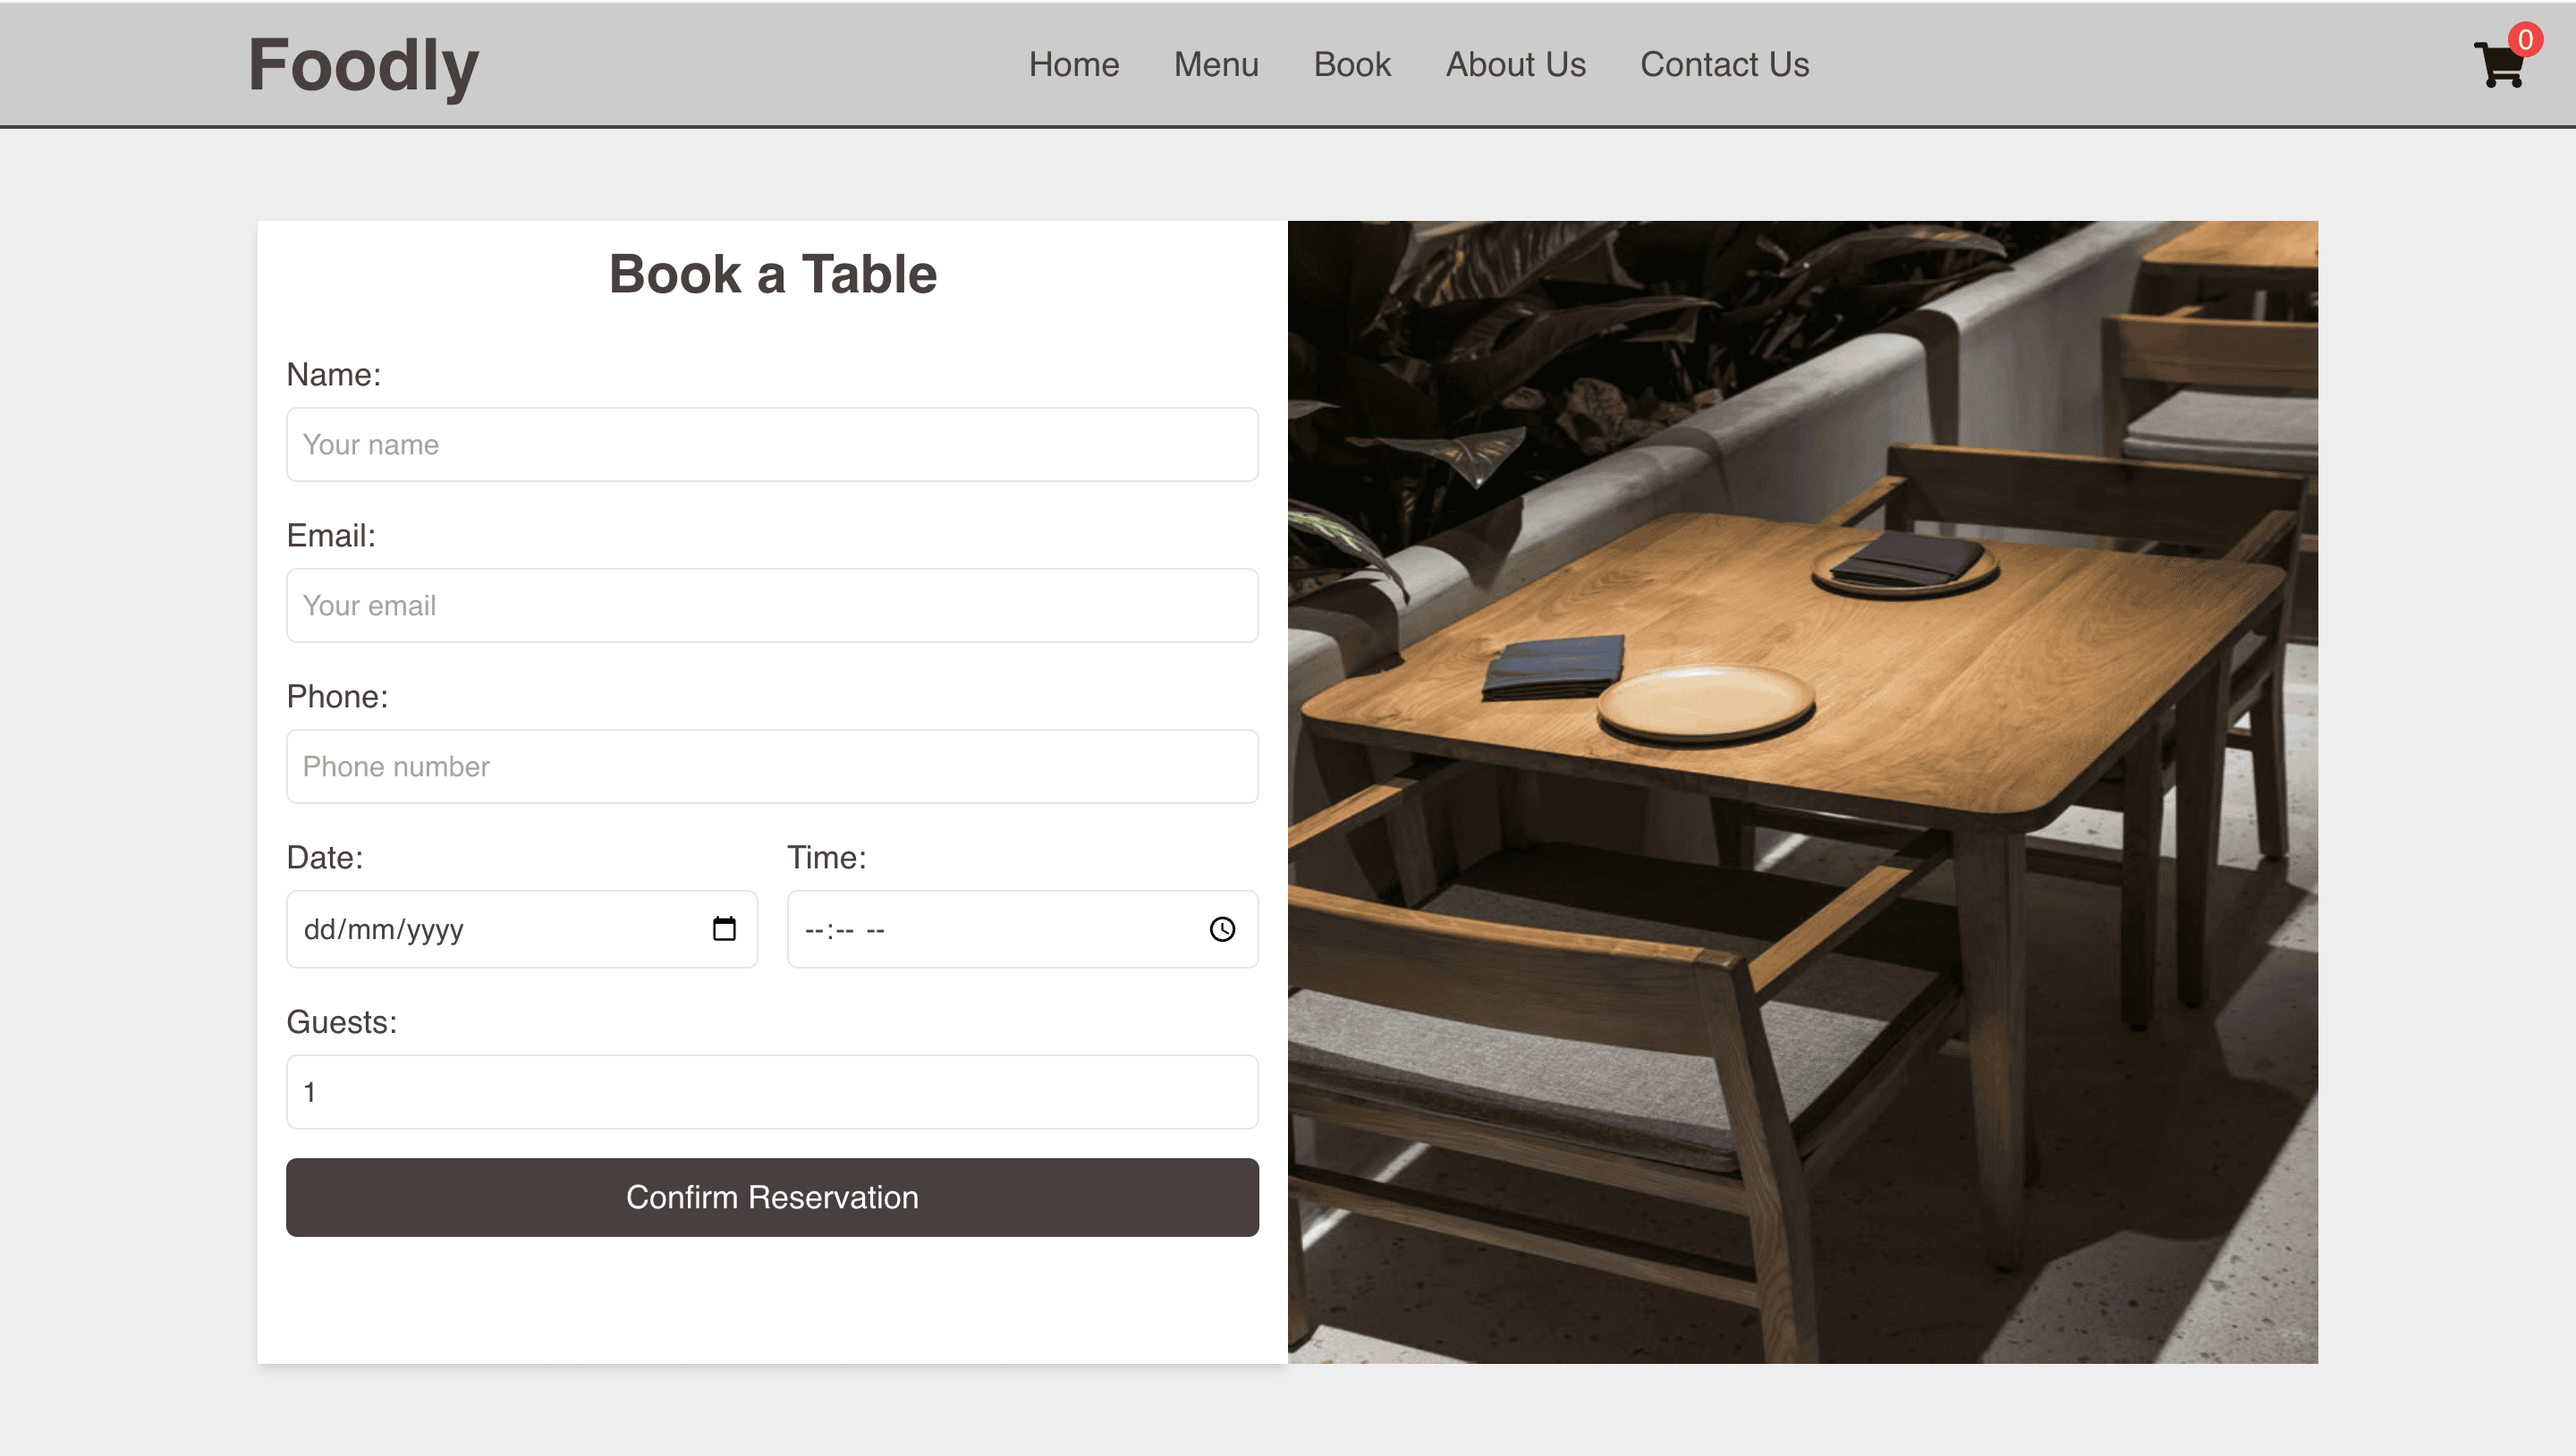 Foodly
Home Menu Book About Us Contact Us
0
Book a Table
Name:
Your name
Email:
Your email
Phone:
Phone number
Date: Time:
dd/mm/yyyy --:-- --
Guests:
1
Confirm Reservation